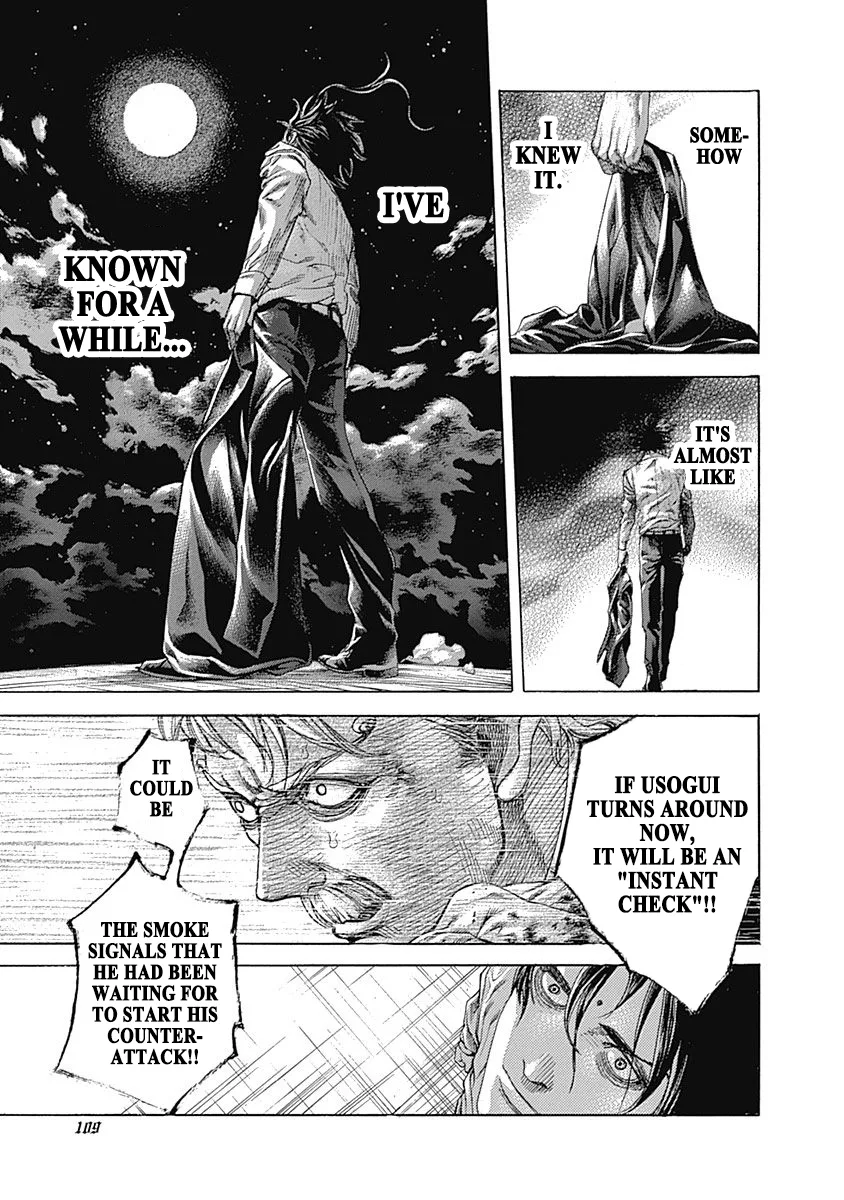 SOME-
HOW
I
KNEW
IT.
IT'S
ALMOST
LIKE
I'VE
KNOWN
FOR A
WHILE...
IF USOGUI
TURNS AROUND
NOW,
IT WILL BE AN
"INSTANT
CHECK"!!
IT
COULD
BE
THE SMOKE
SIGNALS THAT
HE HAD BEEN
WAITING FOR
TO START HIS
COUNTER-
ATTACK!!
109